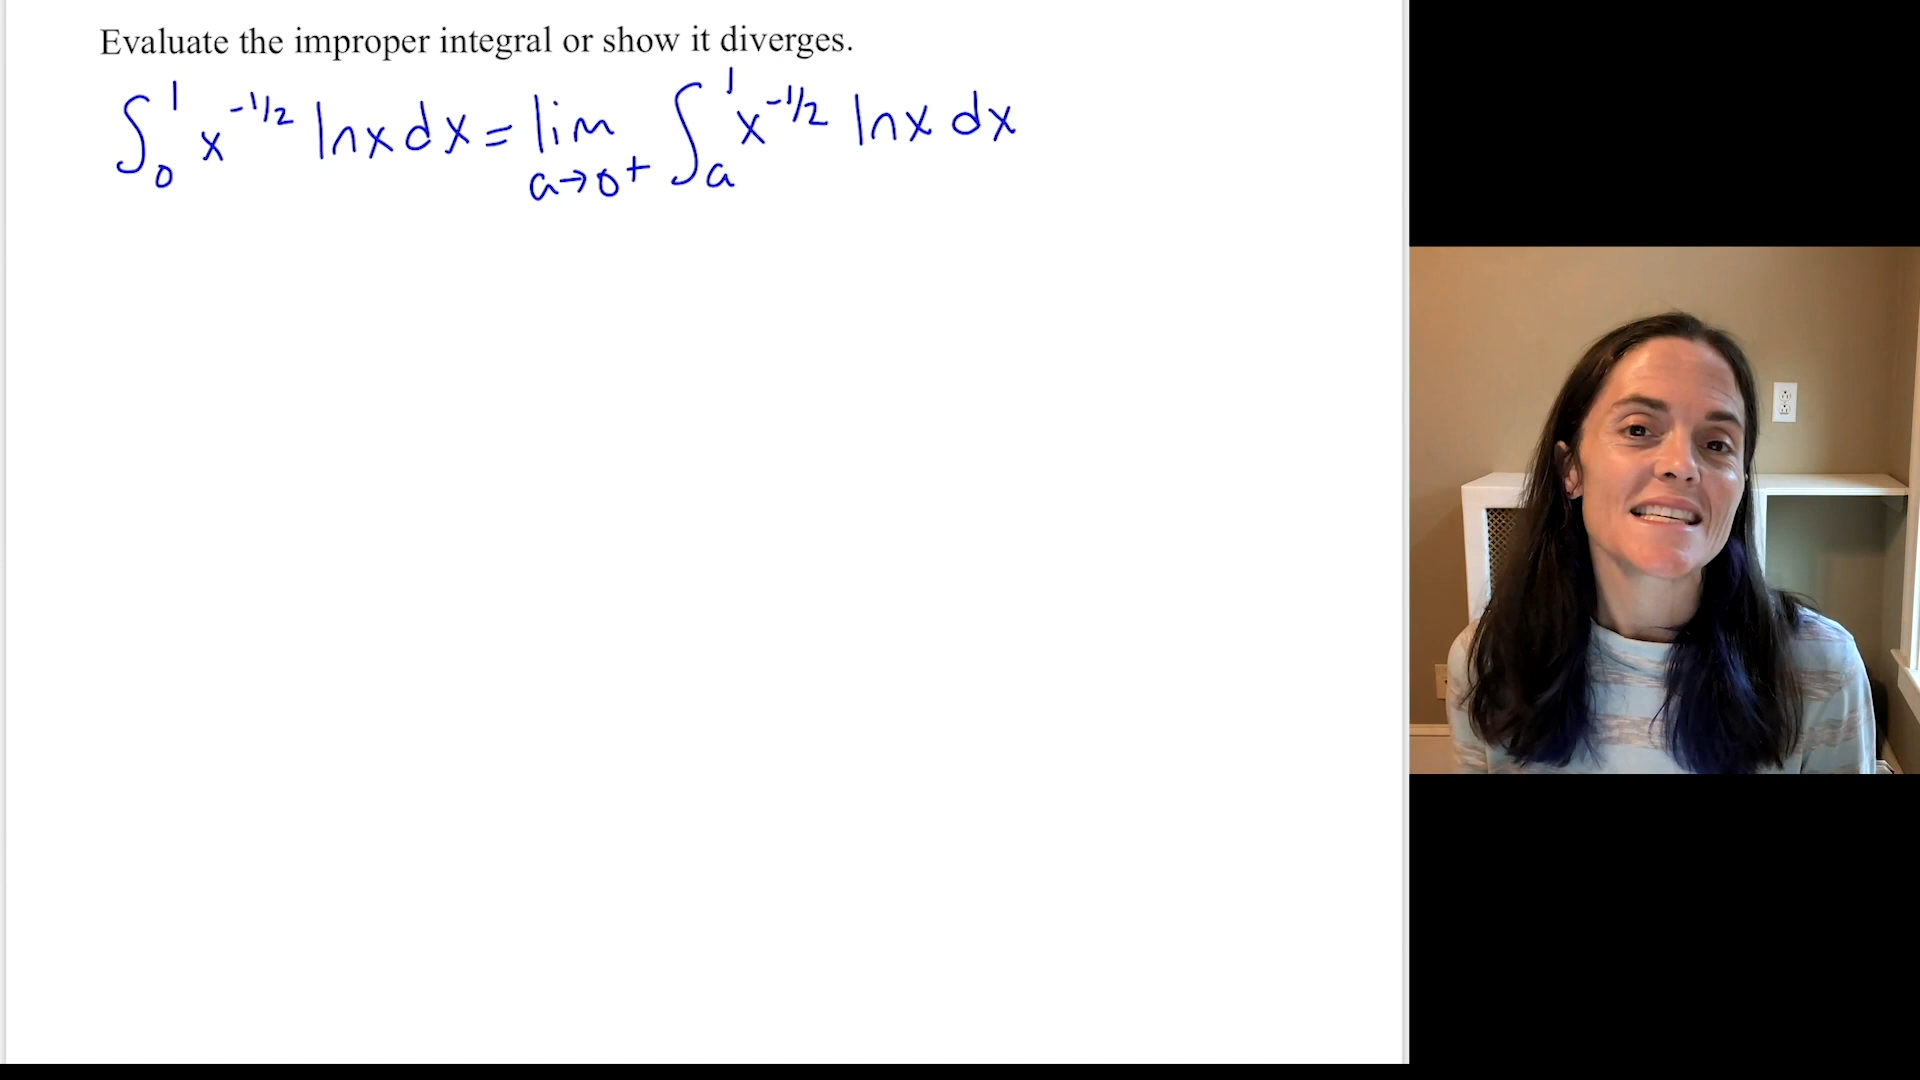 Evaluate the improper integral or show it diverges.
∫₀¹ x^(-1/2) ln x dx = lim_(a→0⁺) ∫ₐ¹ x^(-1/2) ln x dx